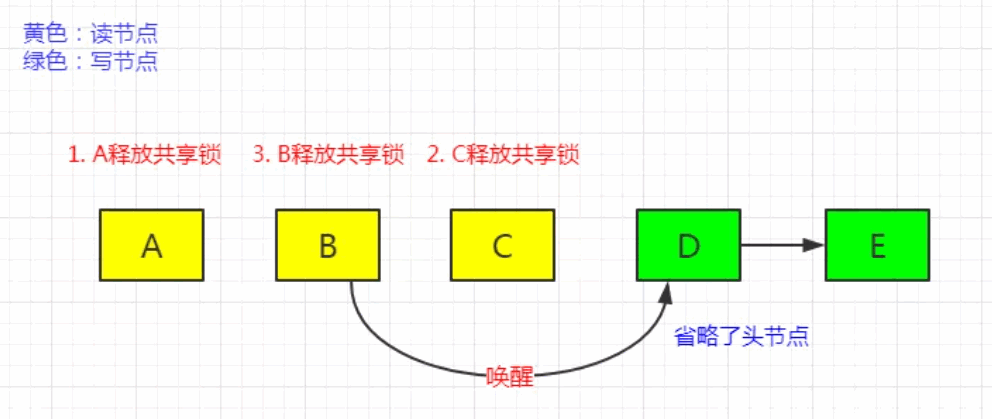 黄色：读节点
绿色：写节点
1. A释放共享锁 3. B释放共享锁 2. C释放共享锁
A B C D E
省略了头节点
唤醒